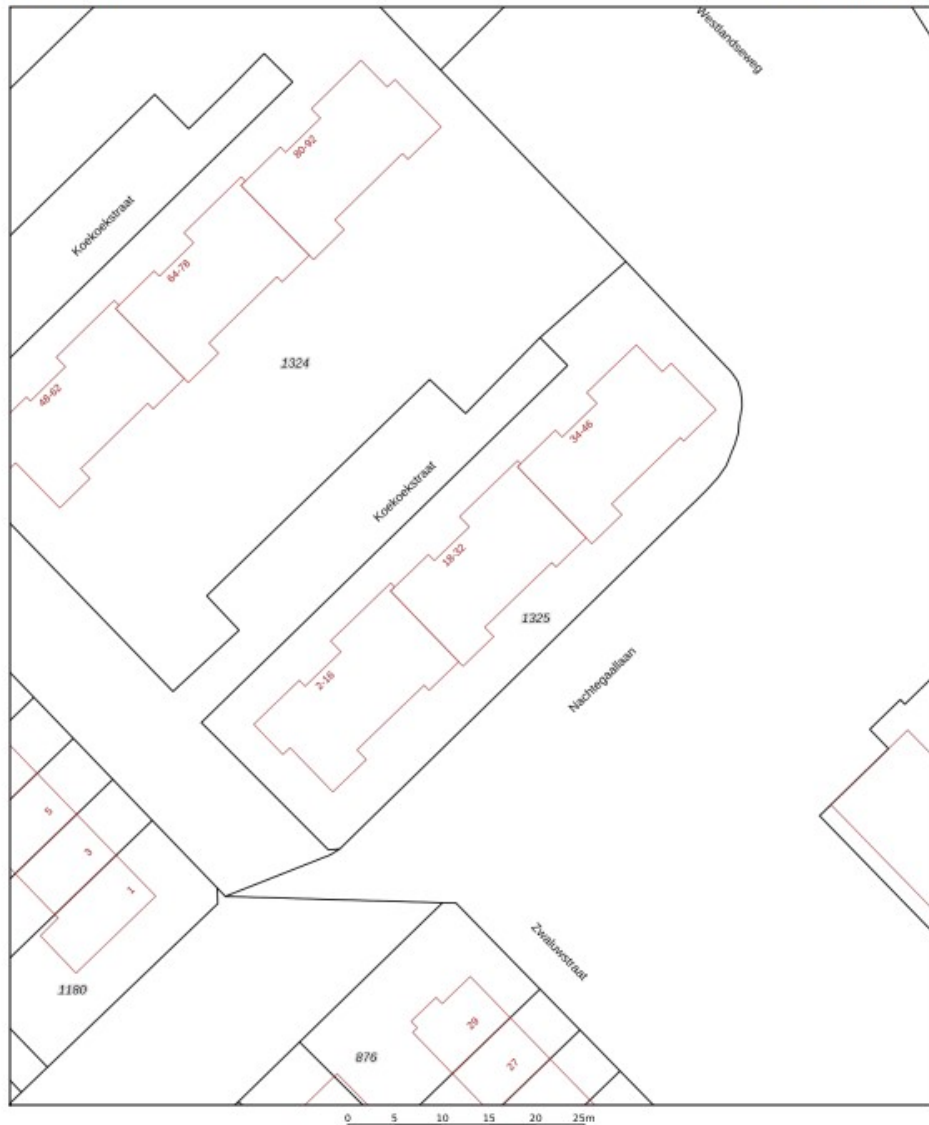 Westlandseweg
80-92
Koekoekstraat
64-78
1324
48-62
34-46
Koekoekstraat
18-32
1325
2-16
Nachtegaallaan
5
3
1
Zwaluwstraat
1180
29
876
27
0 5 10 15 20 25m